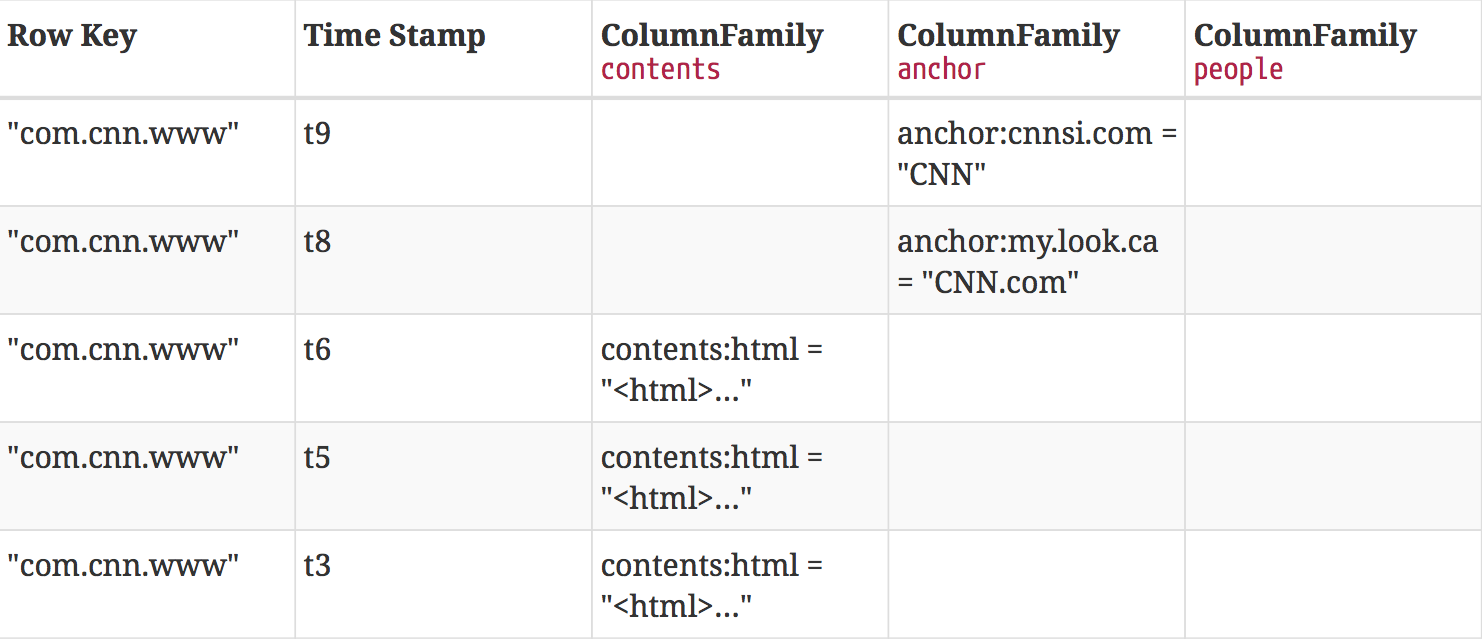 Row Key
Time Stamp
ColumnFamily
contents
ColumnFamily
anchor
ColumnFamily
people
"com.cnn.www"
t9
anchor:cnnsi.com =
"CNN"
"com.cnn.www"
t8
anchor:my.look.ca
= "CNN.com"
"com.cnn.www"
t6
contents:html =
"<html>…"
"com.cnn.www"
t5
contents:html =
"<html>…"
"com.cnn.www"
t3
contents:html =
"<html>…"